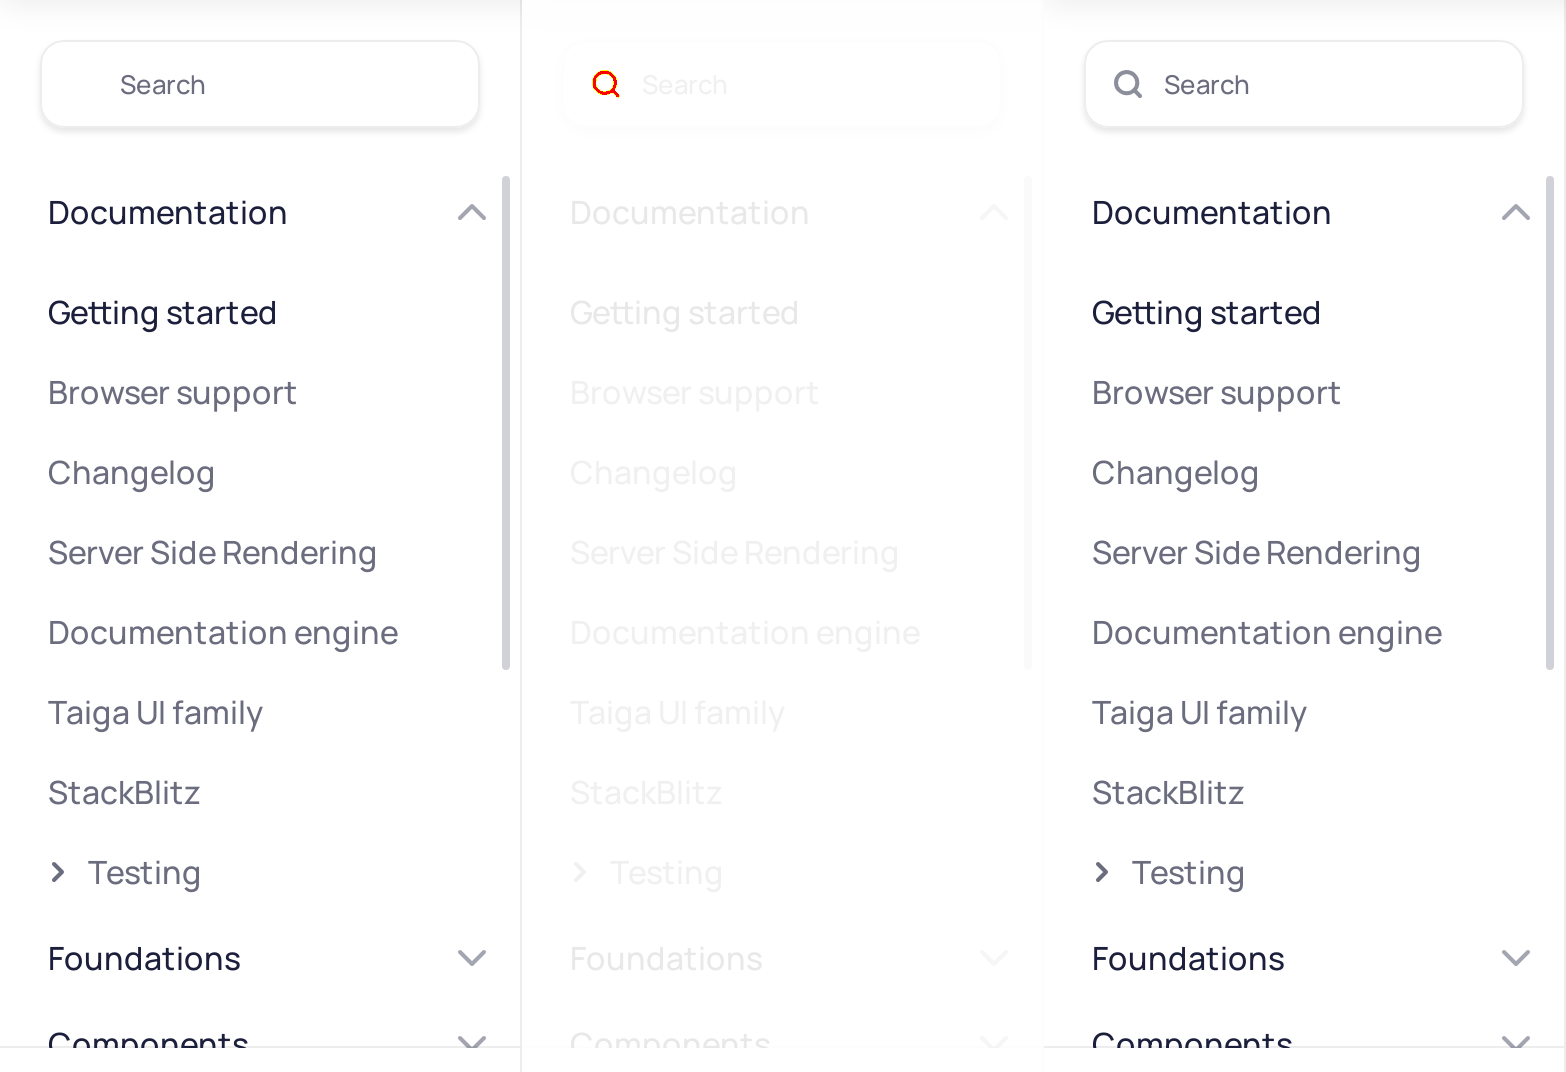 Search
Documentation
Getting started
Browser support
Changelog
Server Side Rendering
Documentation engine
Taiga UI family
StackBlitz
Testing
Foundations
Components
Search
Documentation
Getting started
Browser support
Changelog
Server Side Rendering
Documentation engine
Taiga UI family
StackBlitz
Testing
Foundations
Components
Search
Documentation
Getting started
Browser support
Changelog
Server Side Rendering
Documentation engine
Taiga UI family
StackBlitz
Testing
Foundations
Components